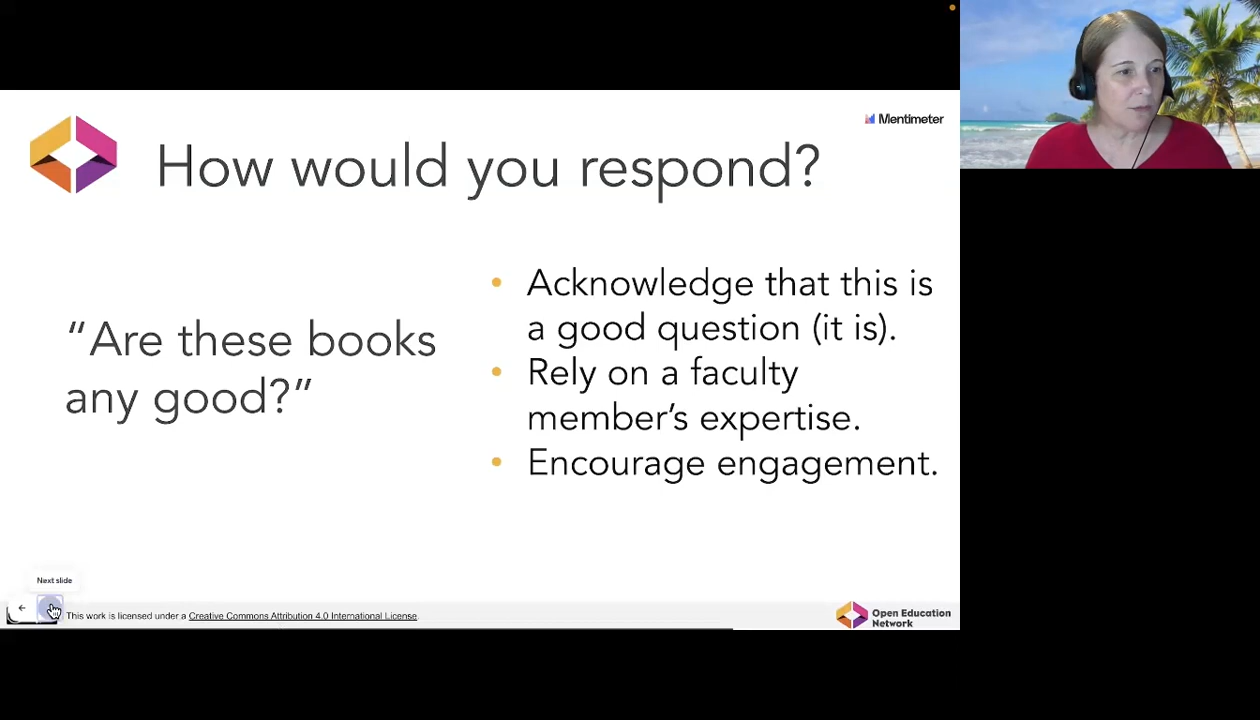 Mentimeter
How would you respond?
“Are these books
any good?”
• Acknowledge that this is
a good question (it is).
• Rely on a faculty
member’s expertise.
• Encourage engagement.
Next slide
This work is licensed under a Creative Commons Attribution 4.0 International License.
Open Education
Network